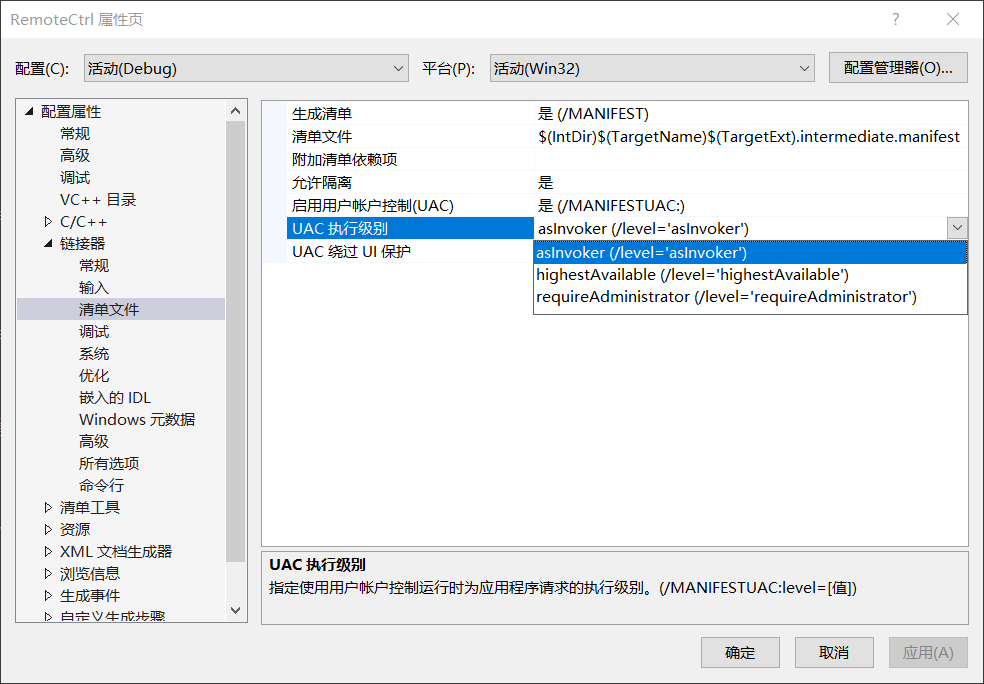 RemoteCtrl 属性页
配置(C): 活动(Debug) 平台(P): 活动(Win32) 配置管理器(O)...
配置属性
常规
高级
调试
VC++ 目录
C/C++
链接器
常规
输入
清单文件
调试
系统
优化
嵌入的 IDL
Windows 元数据
高级
所有选项
命令行
清单工具
资源
XML 文档生成器
浏览信息
生成事件
自定义生成步骤
生成清单 是 (/MANIFEST)
清单文件 $(IntDir)$(TargetName)$(TargetExt).intermediate.manifest
附加清单依赖项
允许隔离 是
启用用户帐户控制(UAC) 是 (/MANIFESTUAC:)
UAC 执行级别 asInvoker (/level='asInvoker')
UAC 绕过 UI 保护
asInvoker (/level='asInvoker')
highestAvailable (/level='highestAvailable')
requireAdministrator (/level='requireAdministrator')
UAC 执行级别
指定使用用户帐户控制运行时为应用程序请求的执行级别。(/MANIFESTUAC:level=[值])
确定 取消 应用(A)